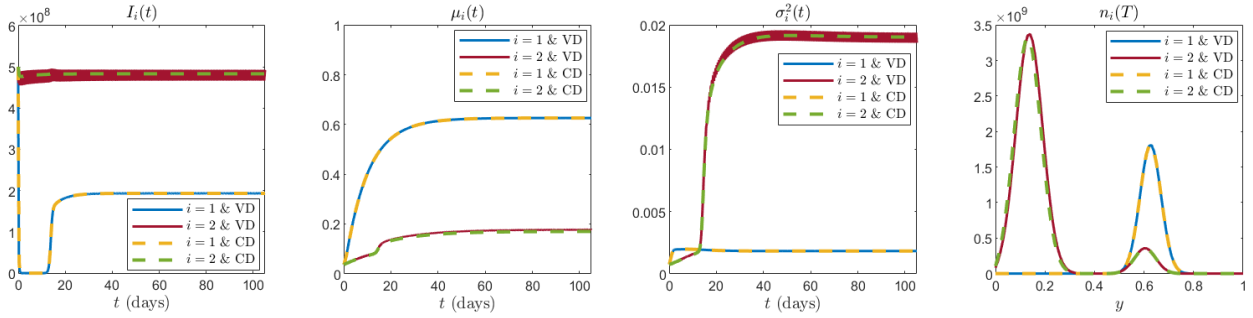 I_i(t)
6 ×10^8
5
4
3
2
1
0
i = 1 & VD
i = 2 & VD
i = 1 & CD
i = 2 & CD
0 20 40 60 80 100
t (days)
μ_i(t)
1
0.8
0.6
0.4
0.2
0
i = 1 & VD
i = 2 & VD
i = 1 & CD
i = 2 & CD
0 20 40 60 80 100
t (days)
σ_i^2(t)
0.02
0.015
0.01
0.005
0
i = 1 & VD
i = 2 & VD
i = 1 & CD
i = 2 & CD
0 20 40 60 80 100
t (days)
n_i(T)
3.5 ×10^9
3
2.5
2
1.5
1
0.5
0
i = 1 & VD
i = 2 & VD
i = 1 & CD
i = 2 & CD
0 0.2 0.4 0.6 0.8 1
y